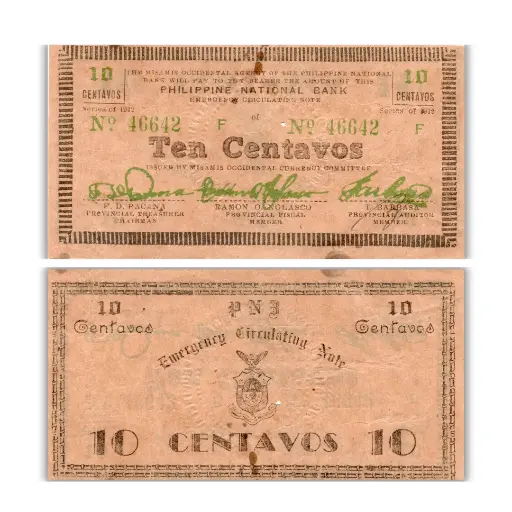 THE MISAMIS OCCIDENTAL AGENCY OF THE PHILIPPINE NATIONAL
BANK WILL PAY TO THE BEARER THE AMOUNT OF THIS
10 PHILIPPINE NATIONAL BANK 10
CENTAVOS EMERGENCY CIRCULATING NOTE CENTAVOS
Series of 1942 Series of 1942
of
Nº 46642 F Nº 46642 F
Ten Centavos
ISSUED BY MISAMIS OCCIDENTAL CURRENCY COMMITTEE
F. D. PACANA RAMON BARBASA
PROVINCIAL TREASURER PROVINCIAL FISCAL PROVINCIAL AUDITOR
CHAIRMAN MEMBER MEMBER
10 PNB 10
Centavos Centavos
Emergency Circulating Note
10 CENTAVOS 10